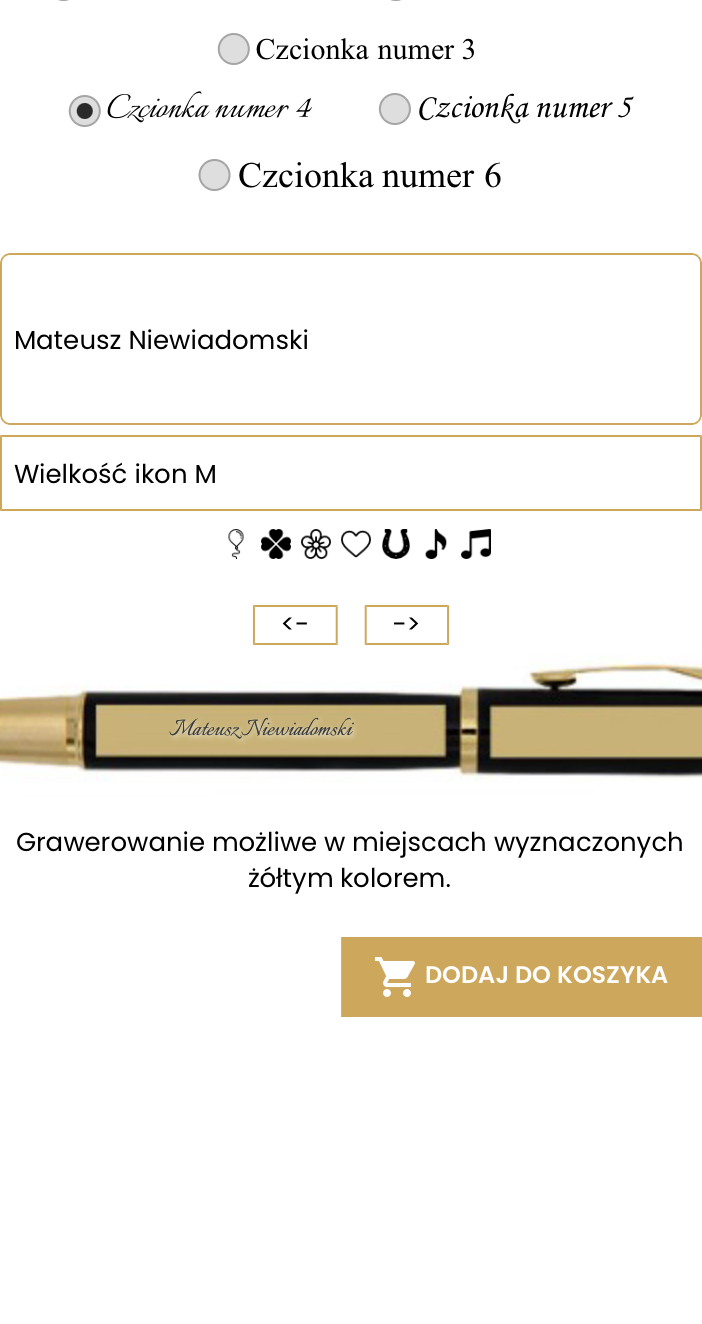 Czcionka numer 3
Czcionka numer 4
Czcionka numer 5
Czcionka numer 6
Mateusz Niewiadomski
Wielkość ikon M
<- ->
Mateusz Niewiadomski
Grawerowanie możliwe w miejscach wyznaczonych
żółtym kolorem.
DODAJ DO KOSZYKA